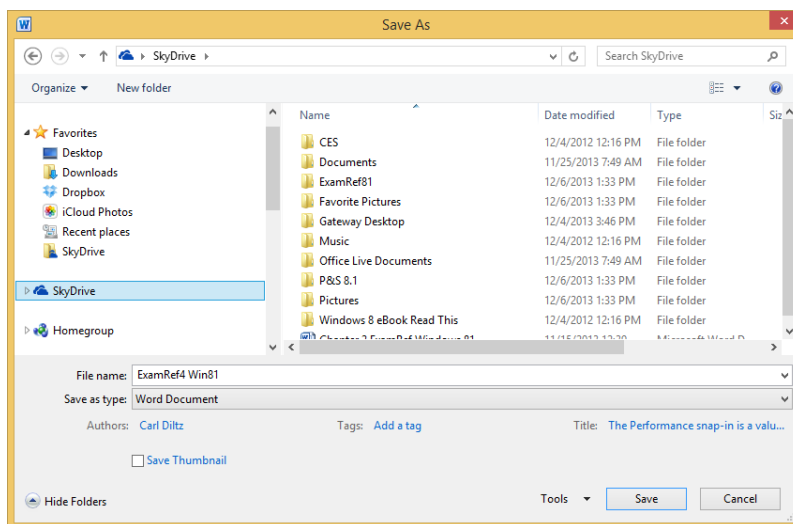 Save As
SkyDrive
Search SkyDrive
Organize New folder
Name Date modified Type Siz
Favorites
Desktop
Downloads
Dropbox
iCloud Photos
Recent places
SkyDrive
SkyDrive
Homegroup
CES 12/4/2012 12:16 PM File folder
Documents 11/25/2013 7:49 AM File folder
ExamRef81 12/6/2013 1:33 PM File folder
Favorite Pictures 12/6/2013 1:33 PM File folder
Gateway Desktop 12/4/2013 3:46 PM File folder
Music 12/4/2012 12:16 PM File folder
Office Live Documents 11/25/2013 7:49 AM File folder
P&S 8.1 12/6/2013 1:33 PM File folder
Pictures 12/6/2013 1:33 PM File folder
Windows 8 eBook Read This 12/4/2012 12:16 PM File folder
File name: ExamRef4 Win81
Save as type: Word Document
Authors: Carl Diltz Tags: Add a tag Title: The Performance snap-in is a valu...
Save Thumbnail
Hide Folders Tools Save Cancel